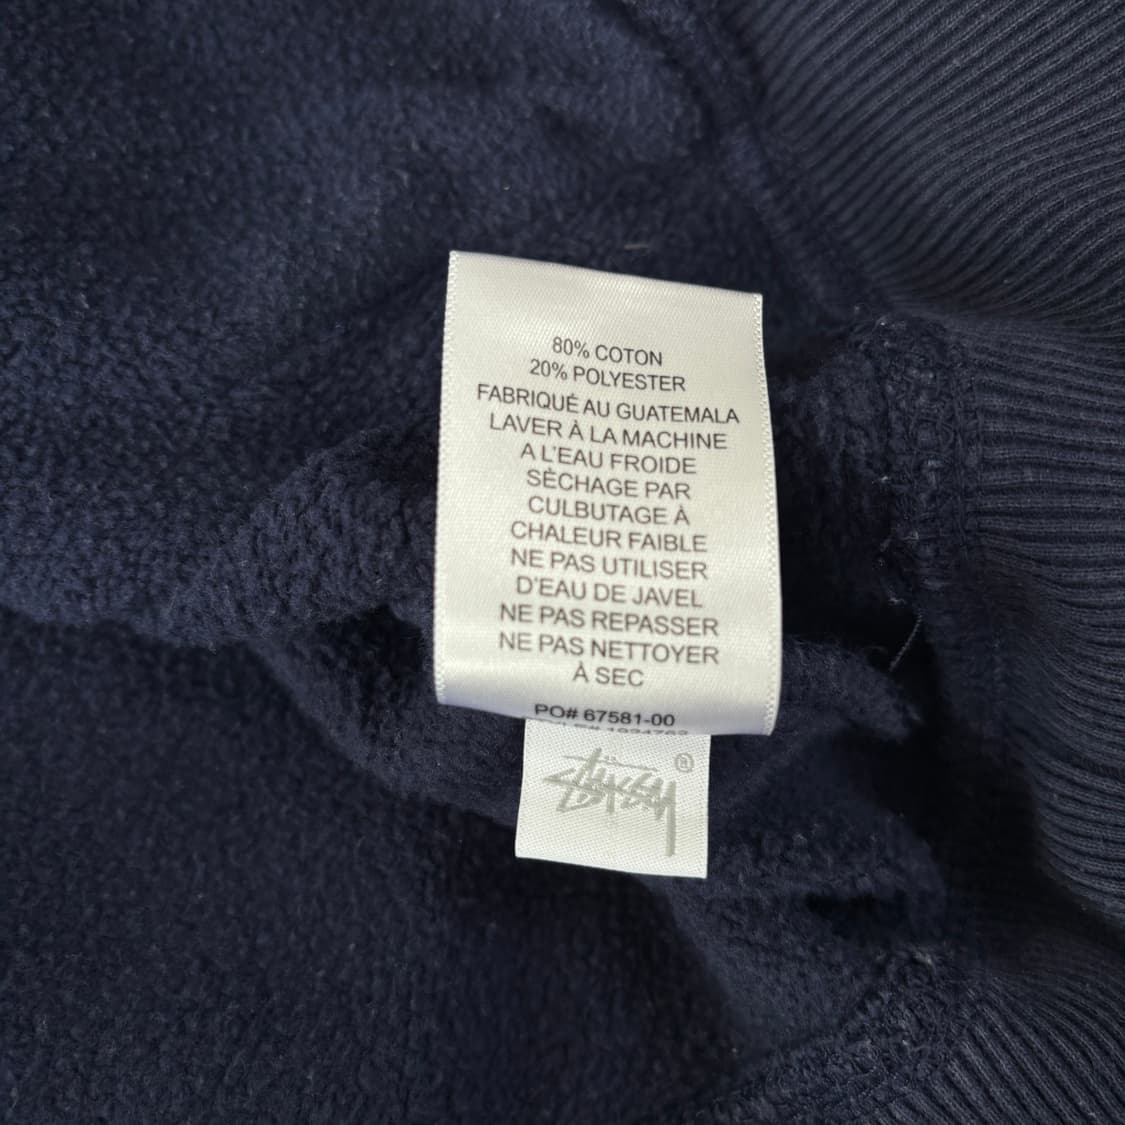 80% COTON
20% POLYESTER
FABRIQUÉ AU GUATEMALA
LAVER À LA MACHINE
A L'EAU FROIDE
SÉCHAGE PAR
CULBUTAGE À
CHALEUR FAIBLE
NE PAS UTILISER
D'EAU DE JAVEL
NE PAS REPASSER
NE PAS NETTOYER
À SEC
PO# 67581-00
STÜSSY ®